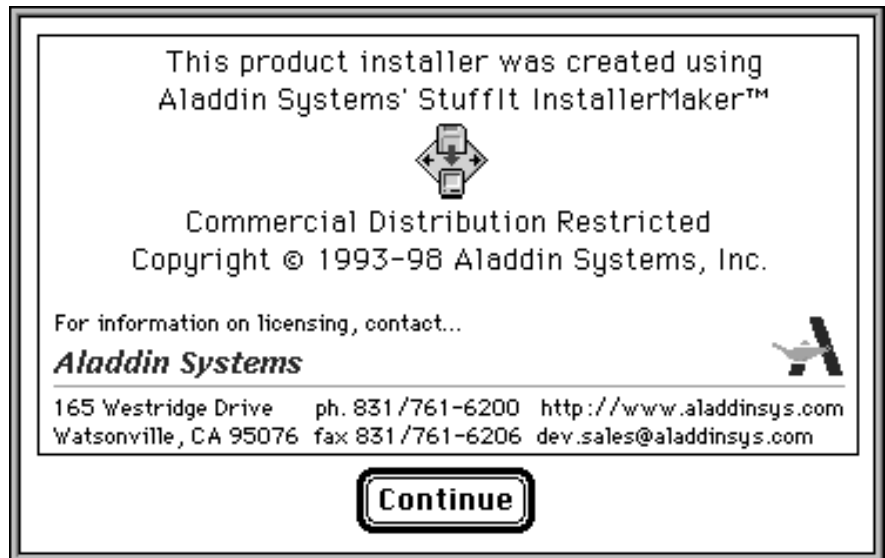 This product installer was created using
Aladdin Systems' StuffIt InstallerMaker™
Commercial Distribution Restricted
Copyright © 1993-98 Aladdin Systems, Inc.
For information on licensing, contact...
Aladdin Systems
165 Westridge Drive ph. 831/761-6200 http://www.aladdinsys.com
Watsonville, CA 95076 fax 831/761-6206 dev.sales@aladdinsys.com
Continue